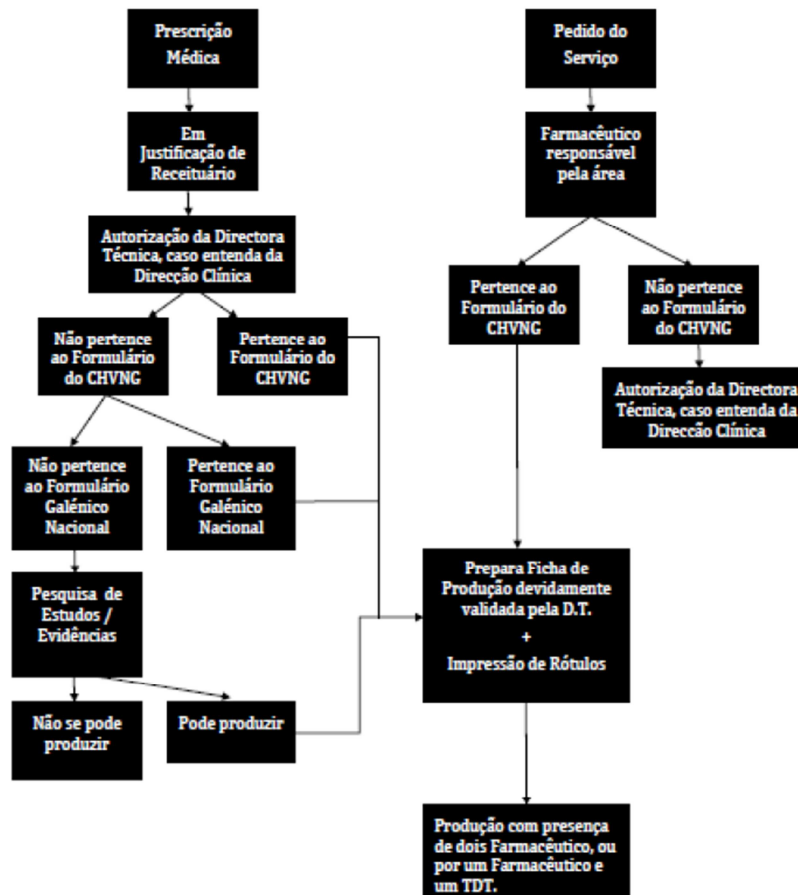 Prescrição
Médica
Pedido do
Serviço
Em
Justificação de
Receituário
Farmacêutico
responsável
pela área
Autorização da Directora
Técnica, caso entenda da
Direcção Clínica
Pertence ao
Formulário do
CHVNG
Não pertence
ao Formulário
do CHVNG
Não pertence
ao Formulário
do CHVNG
Pertence ao
Formulário do
CHVNG
Autorização da Directora
Técnica, caso entenda da
Direcção Clínica
Não pertence
ao Formulário
Galénico
Nacional
Pertence ao
Formulário
Galénico
Nacional
Prepara Ficha de
Produção devidamente
validada pela D.T.
+
Impressão de Rótulos
Pesquisa de
Estudos /
Evidências
Não se pode
produzir
Pode produzir
Produção com presença
de dois Farmacêutico, ou
por um Farmacêutico e
um TDT.